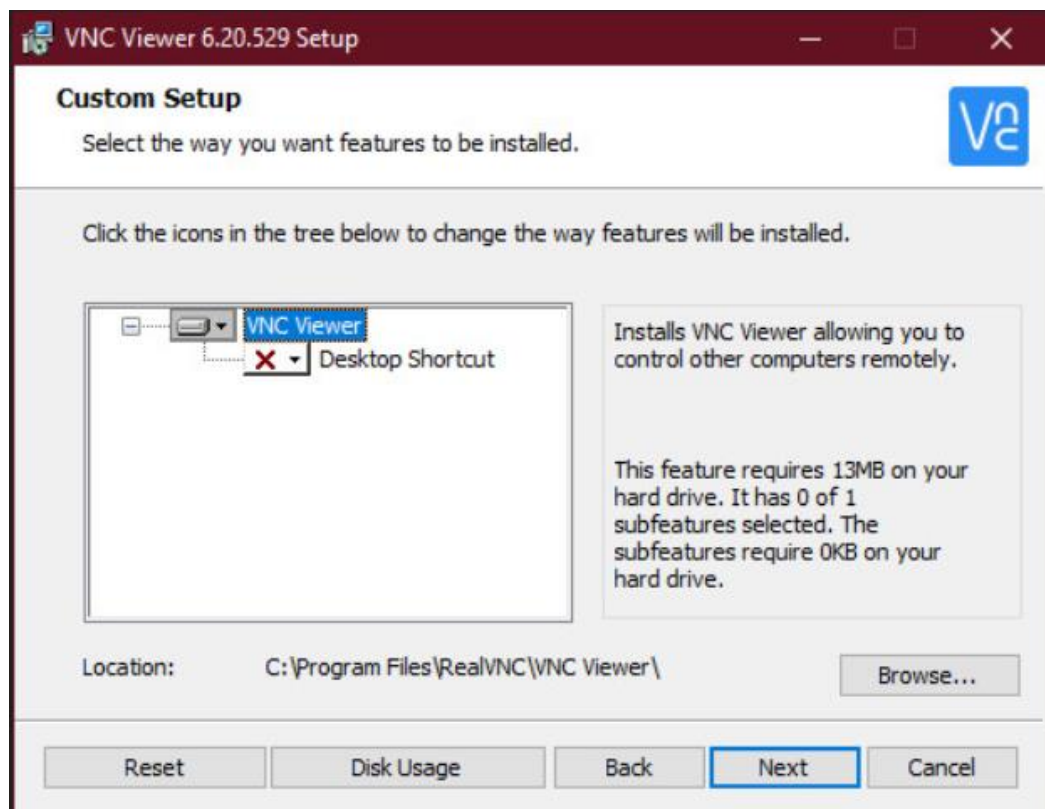 VNC Viewer 6.20.529 Setup
Custom Setup
Select the way you want features to be installed.
VNC
Click the icons in the tree below to change the way features will be installed.
VNC Viewer
Desktop Shortcut
Installs VNC Viewer allowing you to
control other computers remotely.
This feature requires 13MB on your
hard drive. It has 0 of 1
subfeatures selected. The
subfeatures require 0KB on your
hard drive.
Location: C:\Program Files\RealVNC\VNC Viewer\
Browse...
Reset Disk Usage Back Next Cancel